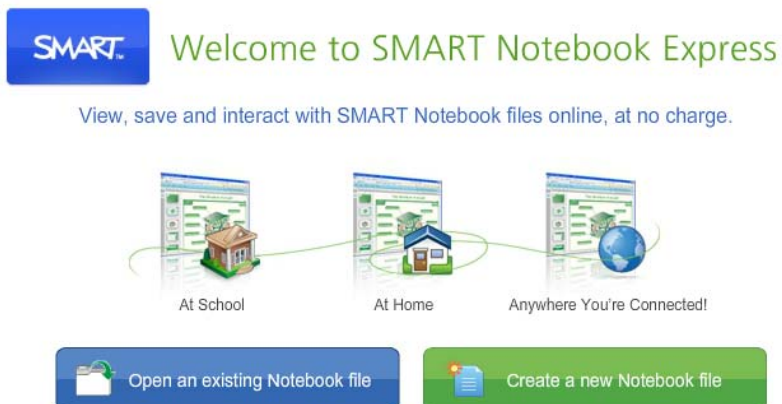 SMART™
Welcome to SMART Notebook Express
View, save and interact with SMART Notebook files online, at no charge.
At School
At Home
Anywhere You're Connected!
Open an existing Notebook file
Create a new Notebook file